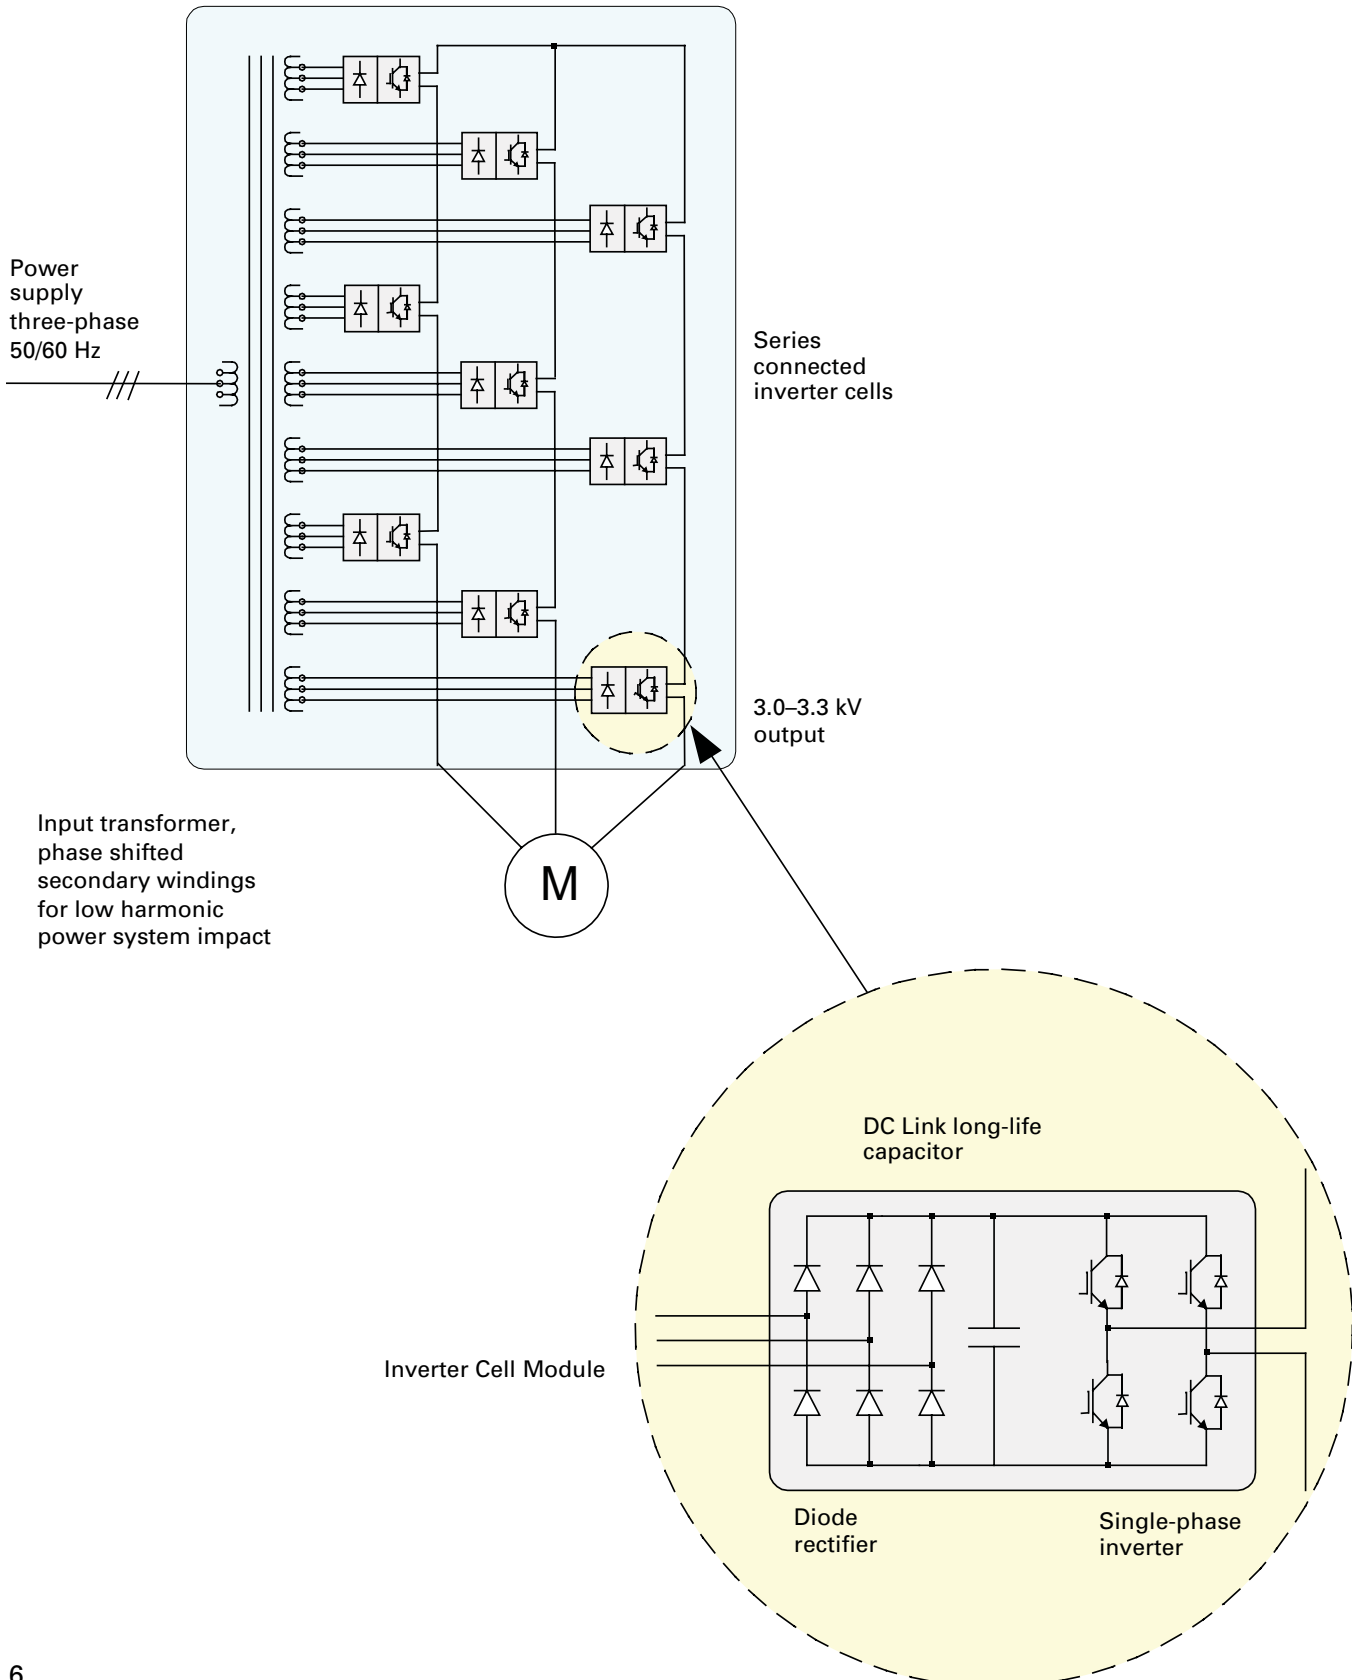 Power
supply
three-phase
50/60 Hz
Series
connected
inverter cells
3.0–3.3 kV
output
Input transformer,
phase shifted
secondary windings
for low harmonic
power system impact
M
DC Link long-life
capacitor
Inverter Cell Module
Diode
rectifier
Single-phase
inverter
6